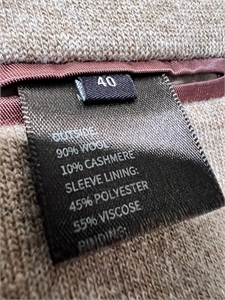 40
OUTSIDE:
90% WOOL
10% CASHMERE
SLEEVE LINING:
45% POLYESTER
55% VISCOSE
BINDING: